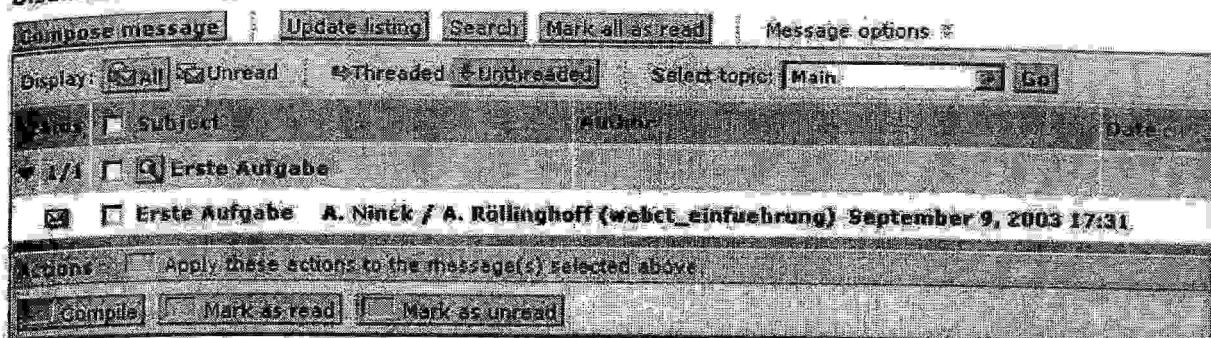 Compose message Update listing Search Mark all as read Message options
Display: All Unread Threaded Unthreaded Select topic: Main Go
Status Subject Author Date
1/1 Erste Aufgabe
Erste Aufgabe A. Ninck / A. Röllinghoff (webct_einfuehrung) September 9, 2003 17:31
Actions Apply these actions to the message(s) selected above
Compile Mark as read Mark as unread